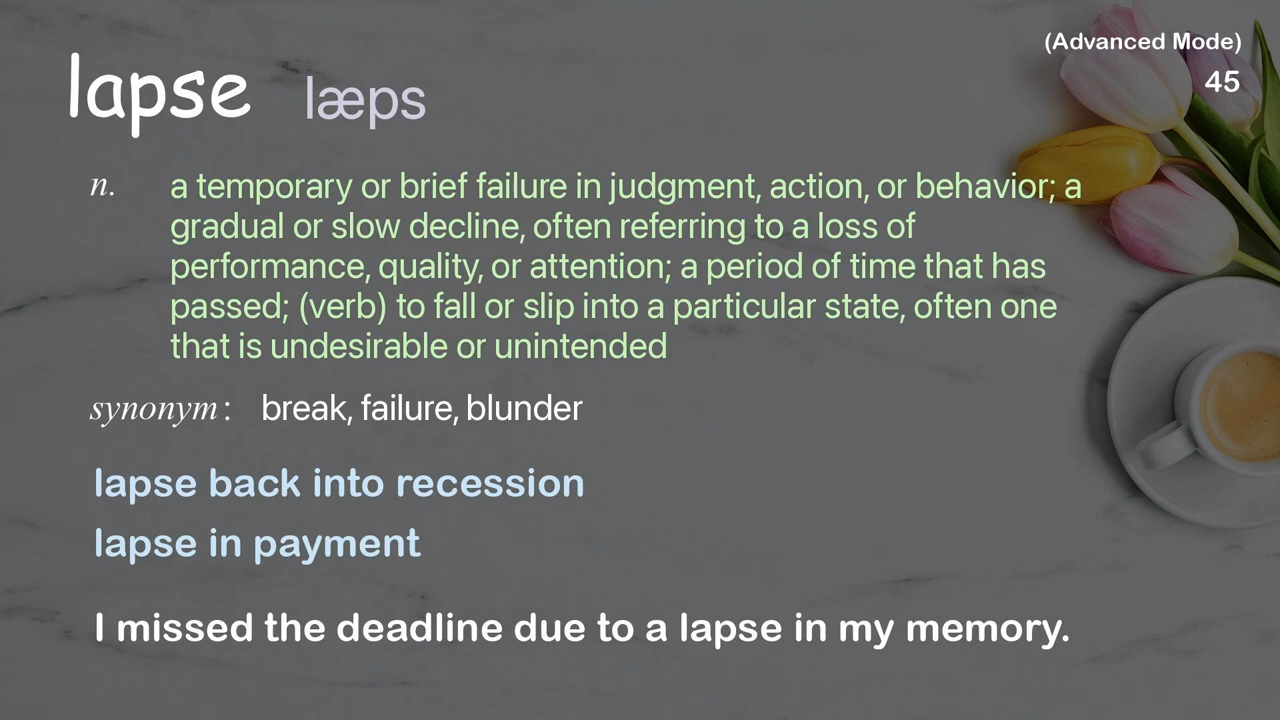 (Advanced Mode)
45
lapse læps
n. a temporary or brief failure in judgment, action, or behavior; a
gradual or slow decline, often referring to a loss of
performance, quality, or attention; a period of time that has
passed; (verb) to fall or slip into a particular state, often one
that is undesirable or unintended
synonym: break, failure, blunder
lapse back into recession
lapse in payment
I missed the deadline due to a lapse in my memory.